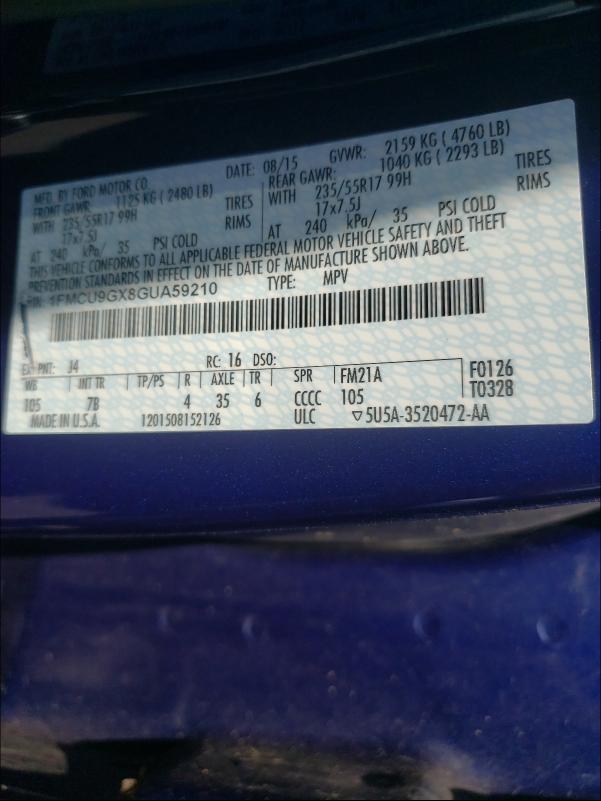 MFD. BY FORD MOTOR CO. DATE: 08/15 GVWR: 2159 KG ( 4760 LB)
FRONT GAWR: 1125 KG ( 2480 LB) REAR GAWR: 1040 KG ( 2293 LB)
WITH 235/55R17 99H TIRES WITH 235/55R17 99H TIRES
17x7.5J RIMS 17x7.5J RIMS
AT 240 kPa/ 35 PSI COLD AT 240 kPa/ 35 PSI COLD
THIS VEHICLE CONFORMS TO ALL APPLICABLE FEDERAL MOTOR VEHICLE SAFETY AND THEFT
PREVENTION STANDARDS IN EFFECT ON THE DATE OF MANUFACTURE SHOWN ABOVE.
VIN: 1FMCU9GX8GUA59210 TYPE: MPV
EXT PNT: J4 RC: 16 DSO: F0126
WB INT TR TP/PS R AXLE TR SPR FM21A T0328
105 7B 4 35 6 CCCC 105
MADE IN U.S.A. 1201508152126 ULC ▽5U5A-3520472-AA